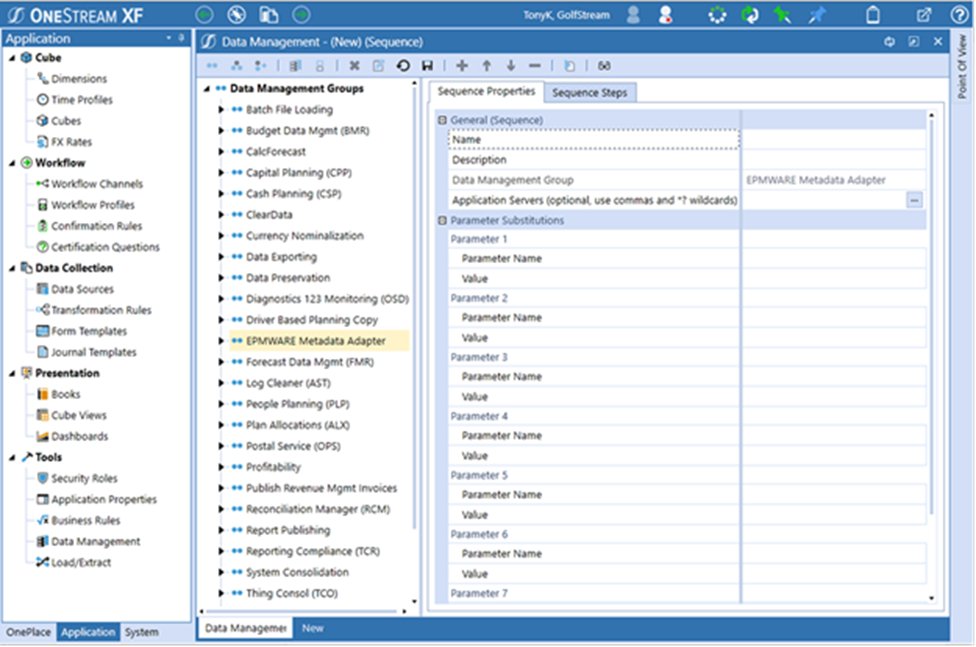 ONESTREAM XF
TonyK, GolfStream
Application
Cube
Dimensions
Time Profiles
Cubes
FX Rates
Workflow
Workflow Channels
Workflow Profiles
Confirmation Rules
Certification Questions
Data Collection
Data Sources
Transformation Rules
Form Templates
Journal Templates
Presentation
Books
Cube Views
Dashboards
Tools
Security Roles
Application Properties
Business Rules
Data Management
Load/Extract
OnePlace Application System
Data Management - (New) (Sequence)
Data Management Groups
Batch File Loading
Budget Data Mgmt (BMR)
CalcForecast
Capital Planning (CPP)
Cash Planning (CSP)
ClearData
Currency Nominalization
Data Exporting
Data Preservation
Diagnostics 123 Monitoring (OSD)
Driver Based Planning Copy
EPMWARE Metadata Adapter
Forecast Data Mgmt (FMR)
Log Cleaner (AST)
People Planning (PLP)
Plan Allocations (ALX)
Postal Service (OPS)
Profitability
Publish Revenue Mgmt Invoices
Reconciliation Manager (RCM)
Report Publishing
Reporting Compliance (TCR)
System Consolidation
Thing Consol (TCO)
Data Managemer New
Sequence Properties Sequence Steps
General (Sequence)
Name
Description
Data Management Group EPMWARE Metadata Adapter
Application Servers (optional, use commas and *? wildcards) ...
Parameter Substitutions
Parameter 1
Parameter Name
Value
Parameter 2
Parameter Name
Value
Parameter 3
Parameter Name
Value
Parameter 4
Parameter Name
Value
Parameter 5
Parameter Name
Value
Parameter 6
Parameter Name
Value
Parameter 7
Point Of View